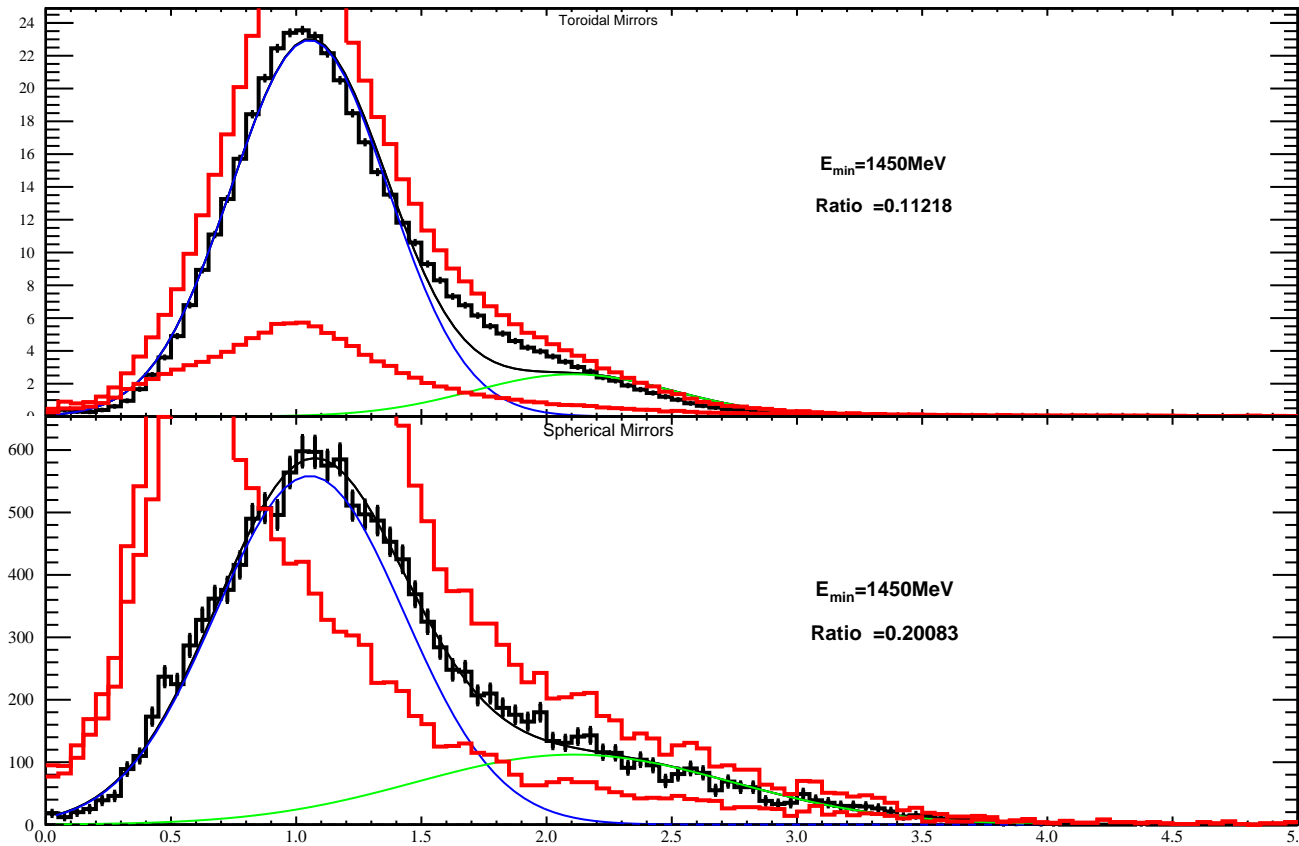 Toroidal Mirrors
24
22
20
18
16
14
12
10
8
6
4
2
0
E_min=1450MeV
Ratio =0.11218
Spherical Mirrors
600
500
400
300
200
100
0
E_min=1450MeV
Ratio =0.20083
0.0 0.5 1.0 1.5 2.0 2.5 3.0 3.5 4.0 4.5 5.